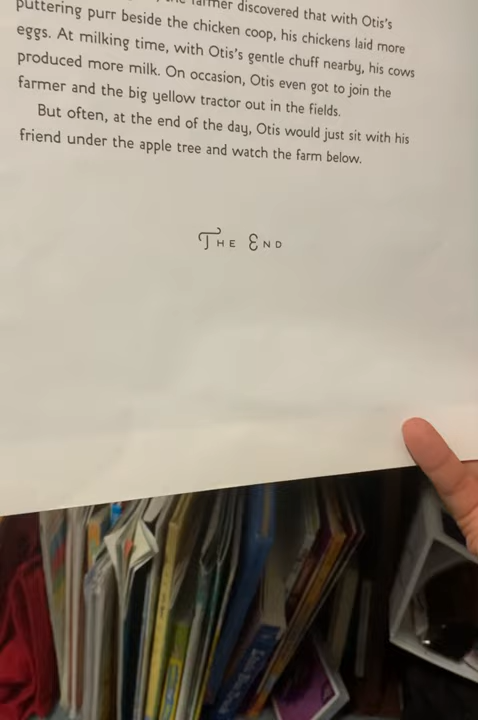 farmer discovered that with Otis's
puttering purr beside the chicken coop, his chickens laid more
eggs. At milking time, with Otis's gentle chuff nearby, his cows
produced more milk. On occasion, Otis even got to join the
farmer and the big yellow tractor out in the fields.
But often, at the end of the day, Otis would just sit with his
friend under the apple tree and watch the farm below.
The End